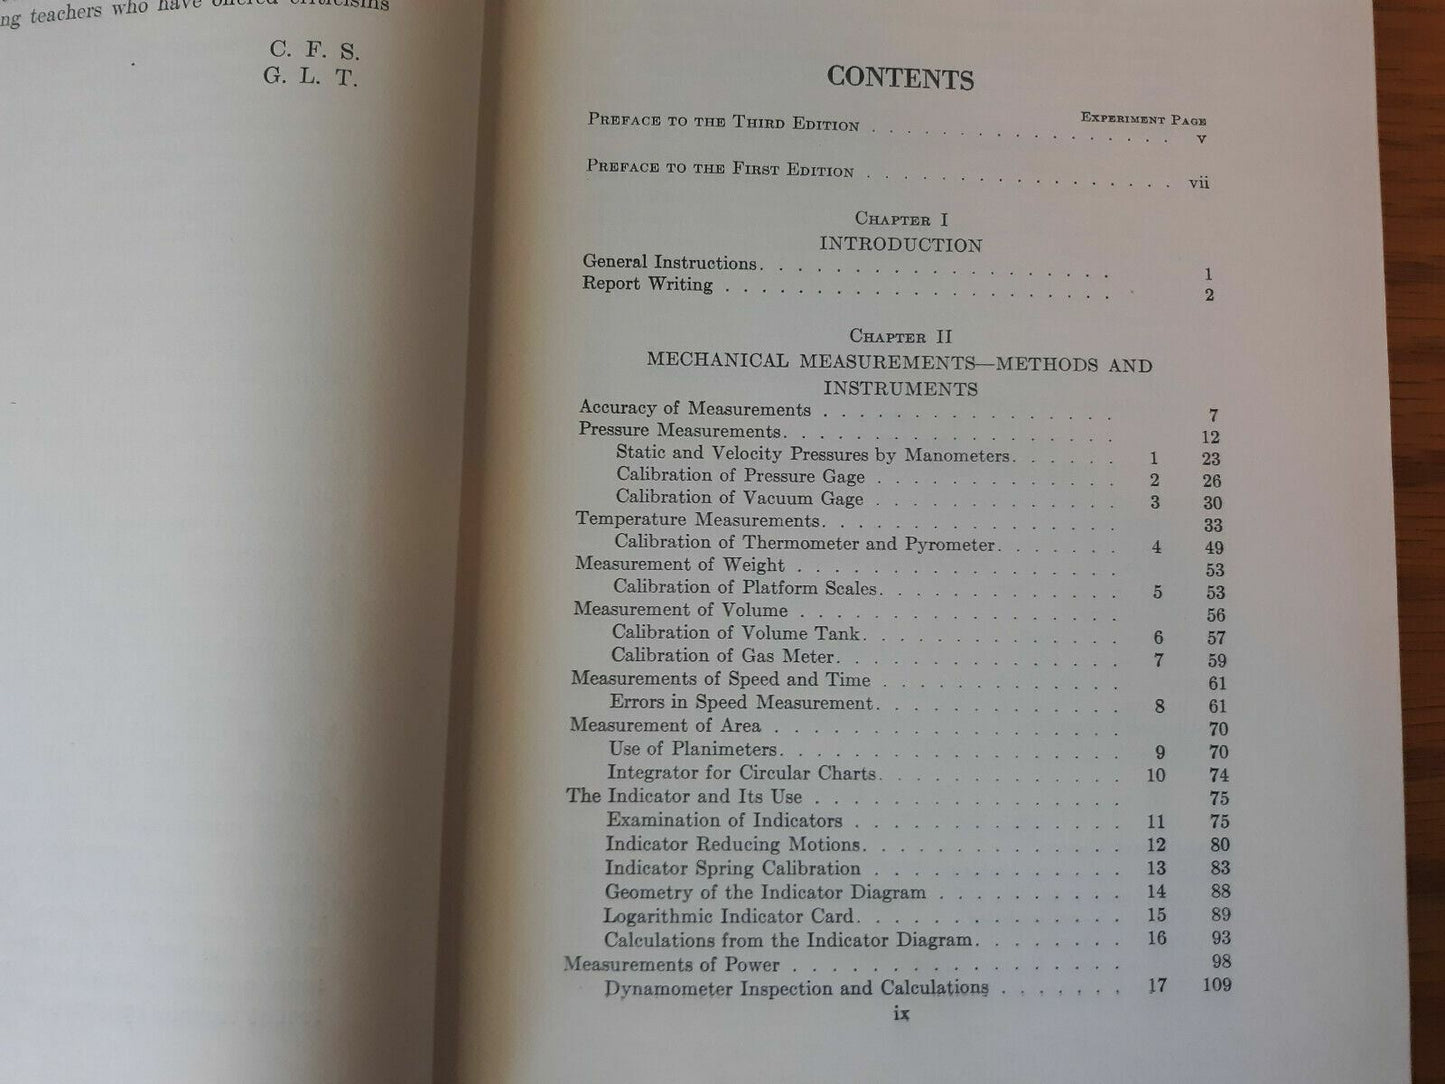 ng teachers who have offered criticisms
C. F. S.
G. L. T.
CONTENTS
EXPERIMENT PAGE
PREFACE TO THE THIRD EDITION . . . . . . . . . . . . . . . . . v
PREFACE TO THE FIRST EDITION . . . . . . . . . . . . . . . . . vii
CHAPTER I
INTRODUCTION
General Instructions. . . . . . . . . . . . . . . . . . . 1
Report Writing . . . . . . . . . . . . . . . . . . . . . 2
CHAPTER II
MECHANICAL MEASUREMENTS—METHODS AND
INSTRUMENTS
Accuracy of Measurements . . . . . . . . . . . . . . . . 7
Pressure Measurements. . . . . . . . . . . . . . . . . . 12
Static and Velocity Pressures by Manometers. . . . . . 1 23
Calibration of Pressure Gage . . . . . . . . . . . . . 2 26
Calibration of Vacuum Gage . . . . . . . . . . . . . 3 30
Temperature Measurements. . . . . . . . . . . . . . . . 33
Calibration of Thermometer and Pyrometer. . . . . . . 4 49
Measurement of Weight . . . . . . . . . . . . . . . . . 53
Calibration of Platform Scales. . . . . . . . . . . . . 5 53
Measurement of Volume . . . . . . . . . . . . . . . . . 56
Calibration of Volume Tank. . . . . . . . . . . . . . 6 57
Calibration of Gas Meter. . . . . . . . . . . . . . . 7 59
Measurements of Speed and Time . . . . . . . . . . . . . 61
Errors in Speed Measurement. . . . . . . . . . . . . 8 61
Measurement of Area . . . . . . . . . . . . . . . . . . 70
Use of Planimeters. . . . . . . . . . . . . . . . . . 9 70
Integrator for Circular Charts. . . . . . . . . . . . . 10 74
The Indicator and Its Use . . . . . . . . . . . . . . . . 75
Examination of Indicators . . . . . . . . . . . . . . 11 75
Indicator Reducing Motions. . . . . . . . . . . . . . 12 80
Indicator Spring Calibration . . . . . . . . . . . . . 13 83
Geometry of the Indicator Diagram . . . . . . . . . . 14 88
Logarithmic Indicator Card. . . . . . . . . . . . . . 15 89
Calculations from the Indicator Diagram. . . . . . . . 16 93
Measurements of Power . . . . . . . . . . . . . . . . . 98
Dynamometer Inspection and Calculations . . . . . . . 17 109
ix